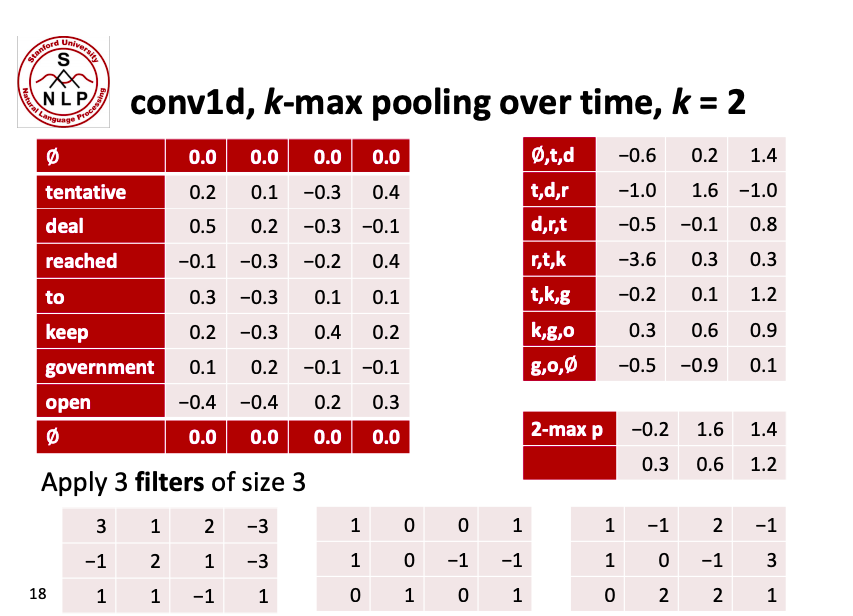 Stanford University
S
NLP
Natural Language Processing
conv1d, k-max pooling over time, k = 2
Ø 0.0 0.0 0.0 0.0
tentative 0.2 0.1 −0.3 0.4
deal 0.5 0.2 −0.3 −0.1
reached −0.1 −0.3 −0.2 0.4
to 0.3 −0.3 0.1 0.1
keep 0.2 −0.3 0.4 0.2
government 0.1 0.2 −0.1 −0.1
open −0.4 −0.4 0.2 0.3
Ø 0.0 0.0 0.0 0.0
Ø,t,d −0.6 0.2 1.4
t,d,r −1.0 1.6 −1.0
d,r,t −0.5 −0.1 0.8
r,t,k −3.6 0.3 0.3
t,k,g −0.2 0.1 1.2
k,g,o 0.3 0.6 0.9
g,o,Ø −0.5 −0.9 0.1
2-max p −0.2 1.6 1.4
0.3 0.6 1.2
Apply 3 filters of size 3
3 1 2 −3
−1 2 1 −3
1 1 −1 1
1 0 0 1
1 0 −1 −1
0 1 0 1
1 −1 2 −1
1 0 −1 3
0 2 2 1
18